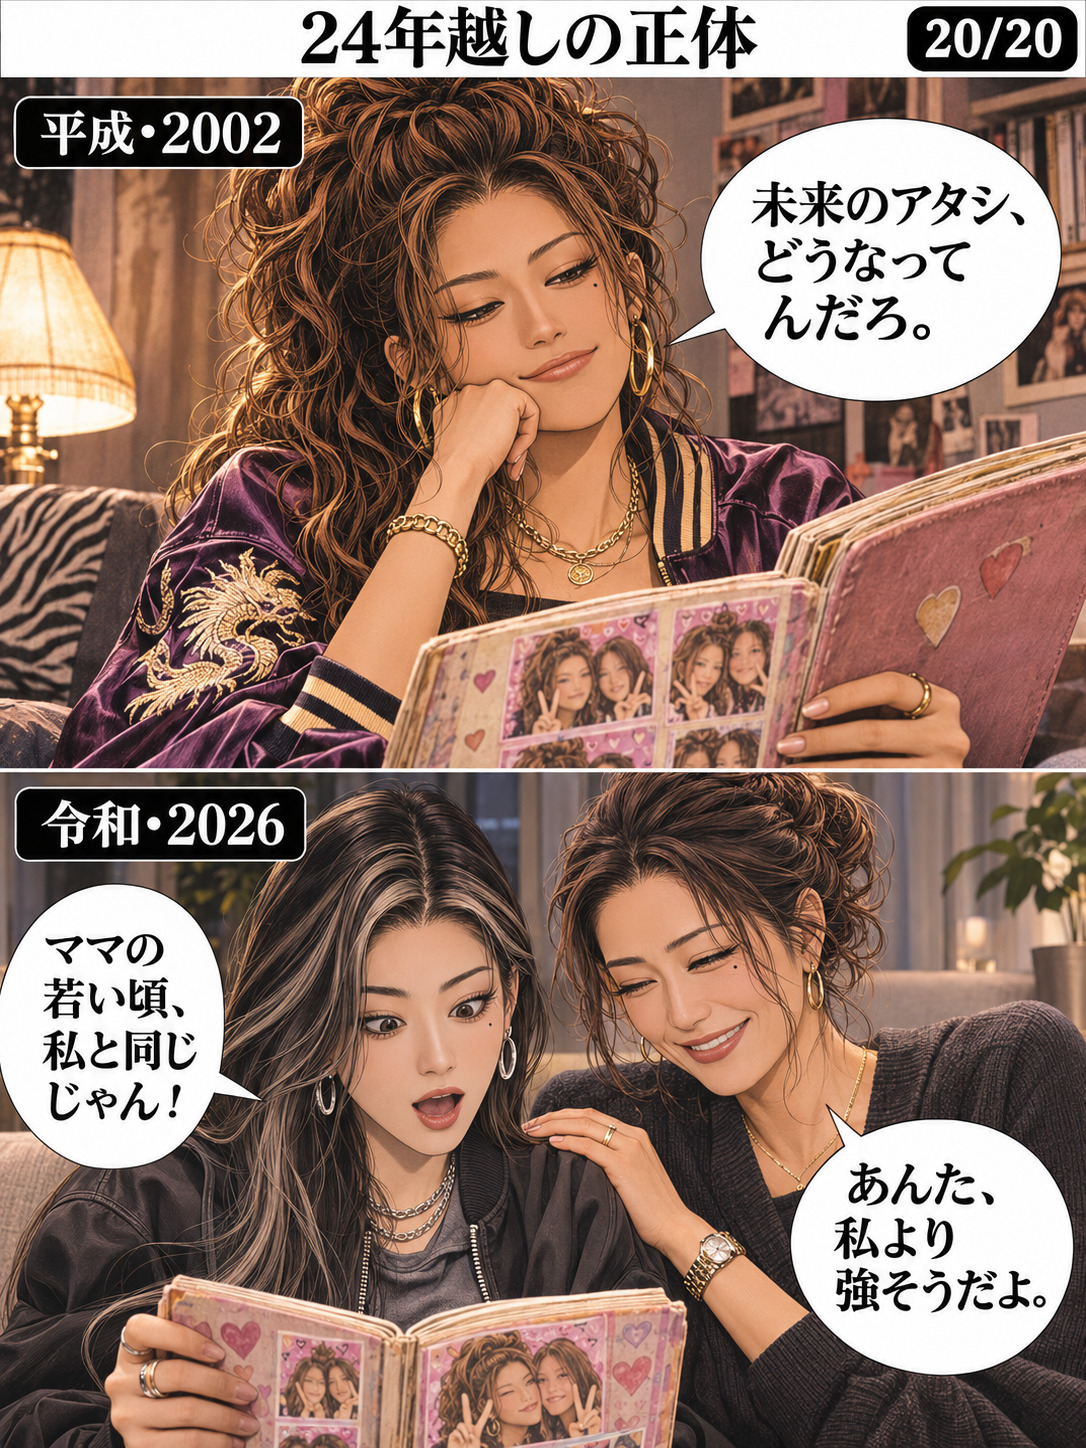 24年越しの正体
20/20
平成・2002
未来のアタシ、
どうなって
んだろ。
令和・2026
ママの
若い頃、
私と同じ
じゃん！
あんた、
私より
強そうだよ。